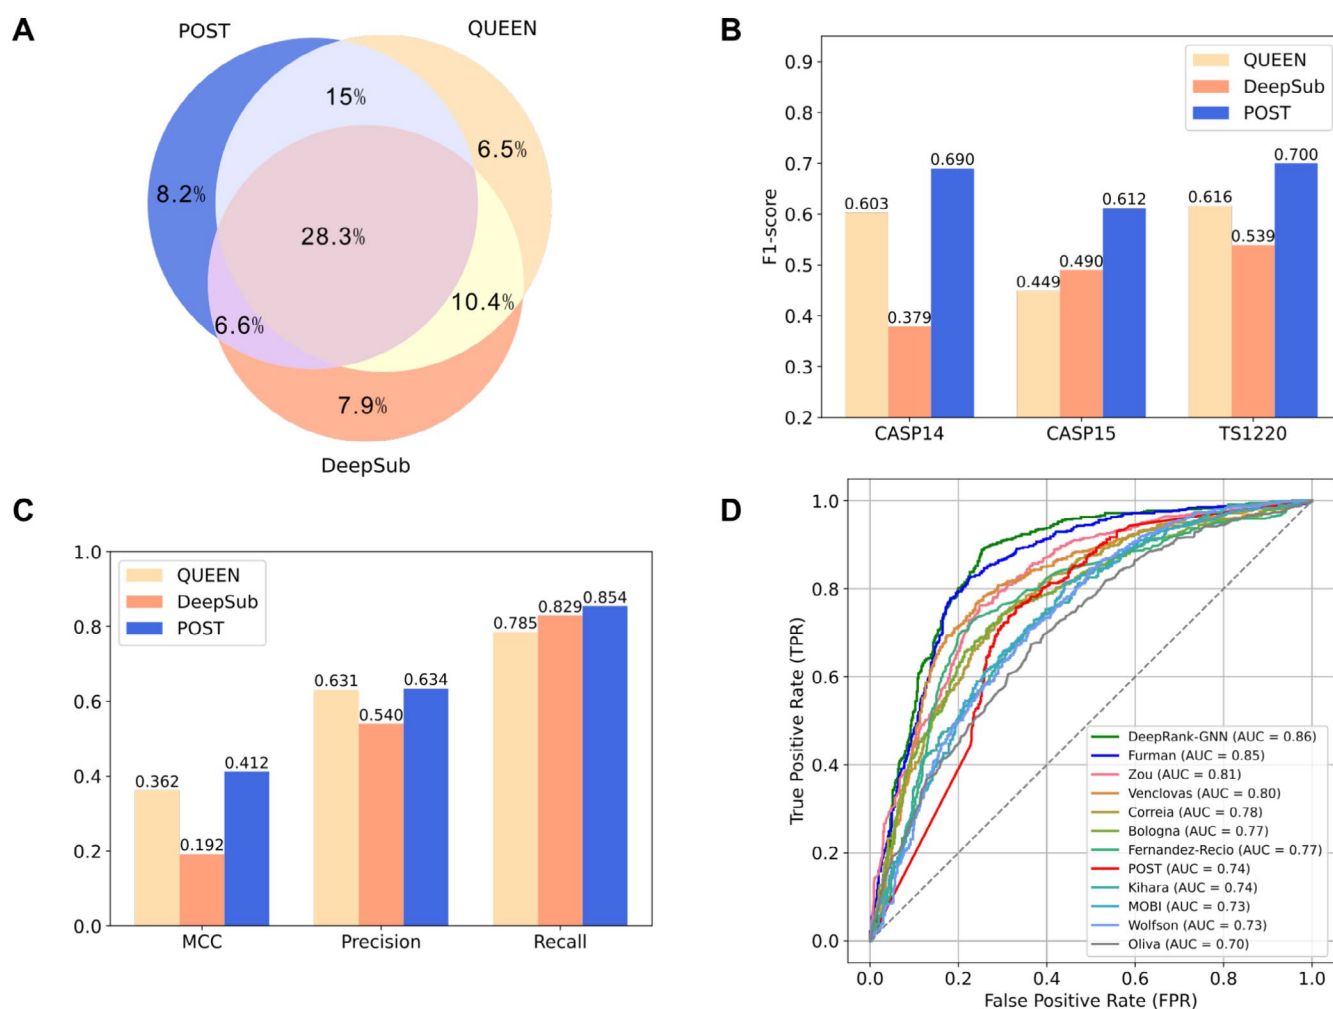 A
POST
QUEEN
15%
6.5%
8.2%
28.3%
10.4%
6.6%
7.9%
DeepSub
B
F1-score
0.9
0.8
0.7
0.6
0.5
0.4
0.3
0.2
QUEEN
DeepSub
POST
0.603
0.379
0.690
0.449
0.490
0.612
0.616
0.539
0.700
CASP14
CASP15
TS1220
C
1.0
0.8
0.6
0.4
0.2
0.0
QUEEN
DeepSub
POST
0.362
0.192
0.412
0.631
0.540
0.634
0.785
0.829
0.854
MCC
Precision
Recall
D
True Positive Rate (TPR)
1.0
0.8
0.6
0.4
0.2
0.0
DeepRank-GNN (AUC = 0.86)
Furman (AUC = 0.85)
Zou (AUC = 0.81)
Venclovas (AUC = 0.80)
Correia (AUC = 0.78)
Bologna (AUC = 0.77)
Fernandez-Recio (AUC = 0.77)
POST (AUC = 0.74)
Kihara (AUC = 0.74)
MOBI (AUC = 0.73)
Wolfson (AUC = 0.73)
Oliva (AUC = 0.70)
0.0
0.2
0.4
0.6
0.8
1.0
False Positive Rate (FPR)